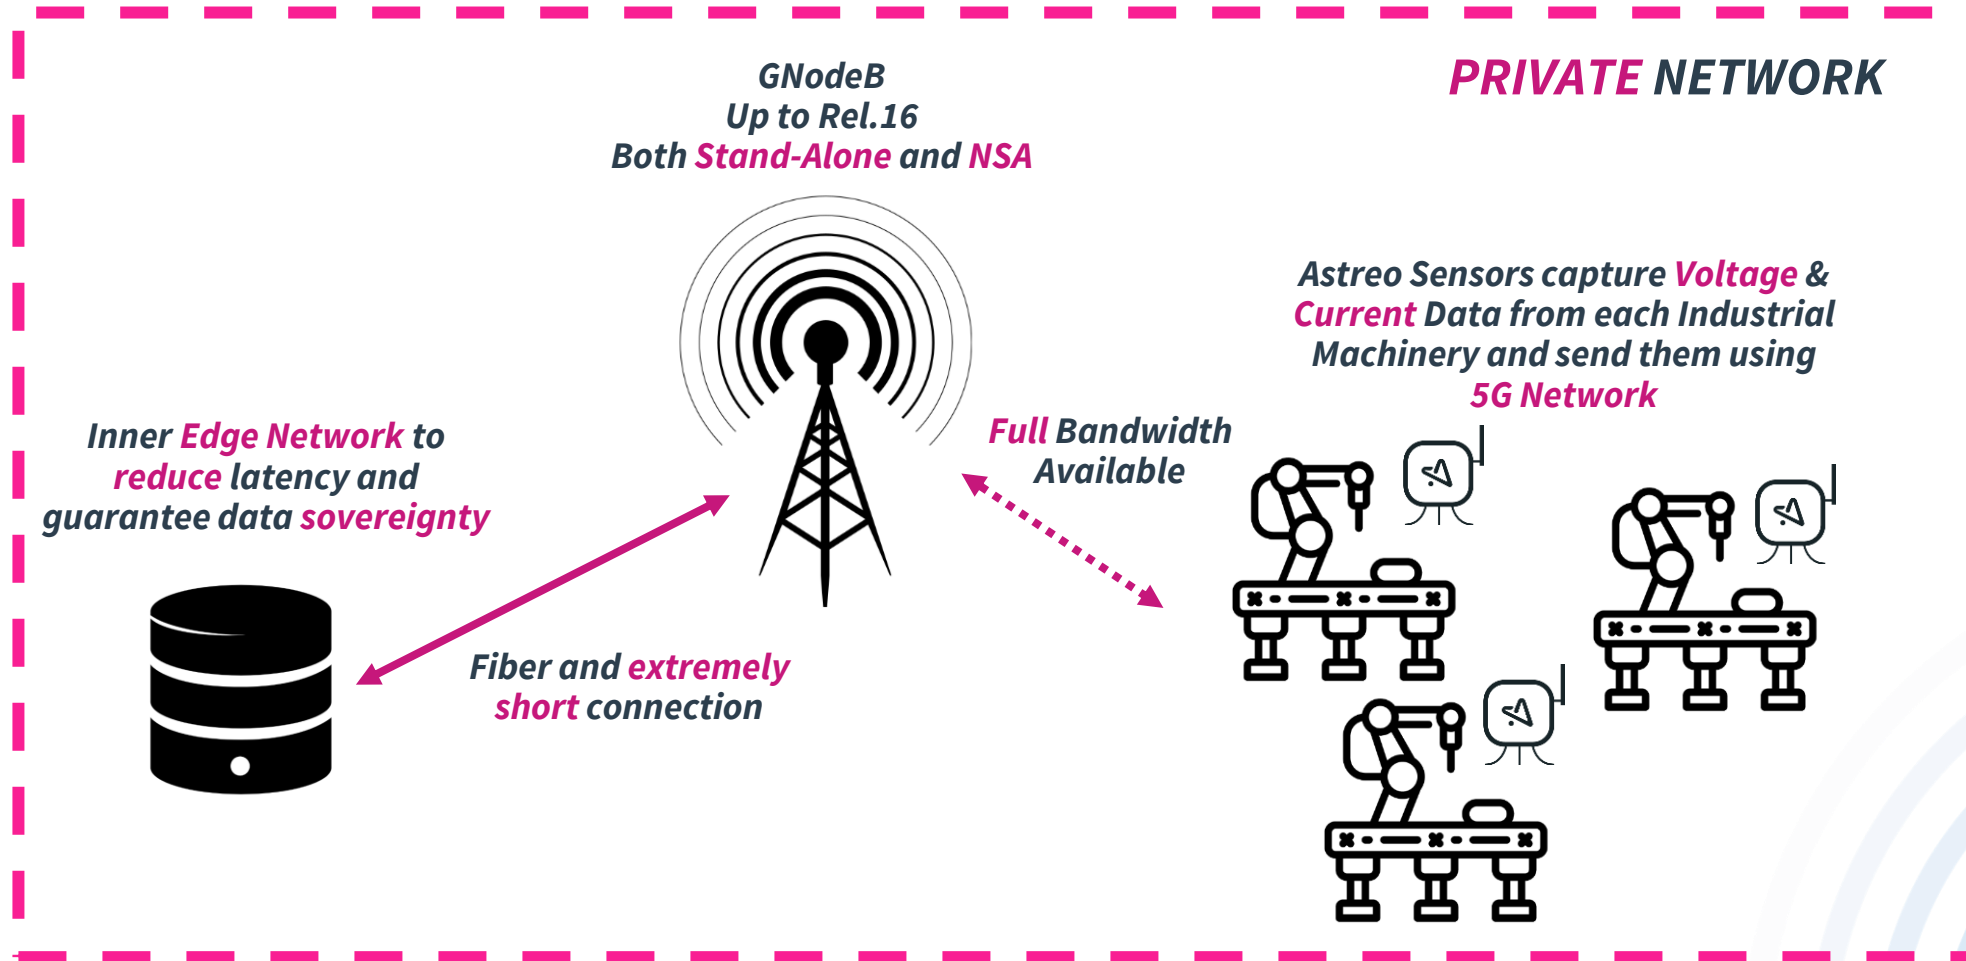 PRIVATE NETWORK
GNodeB
Up to Rel.16
Both Stand-Alone and NSA
Astreo Sensors capture Voltage &
Current Data from each Industrial
Machinery and send them using
5G Network
Full Bandwidth
Available
Inner Edge Network to
reduce latency and
guarantee data sovereignty
Fiber and extremely
short connection